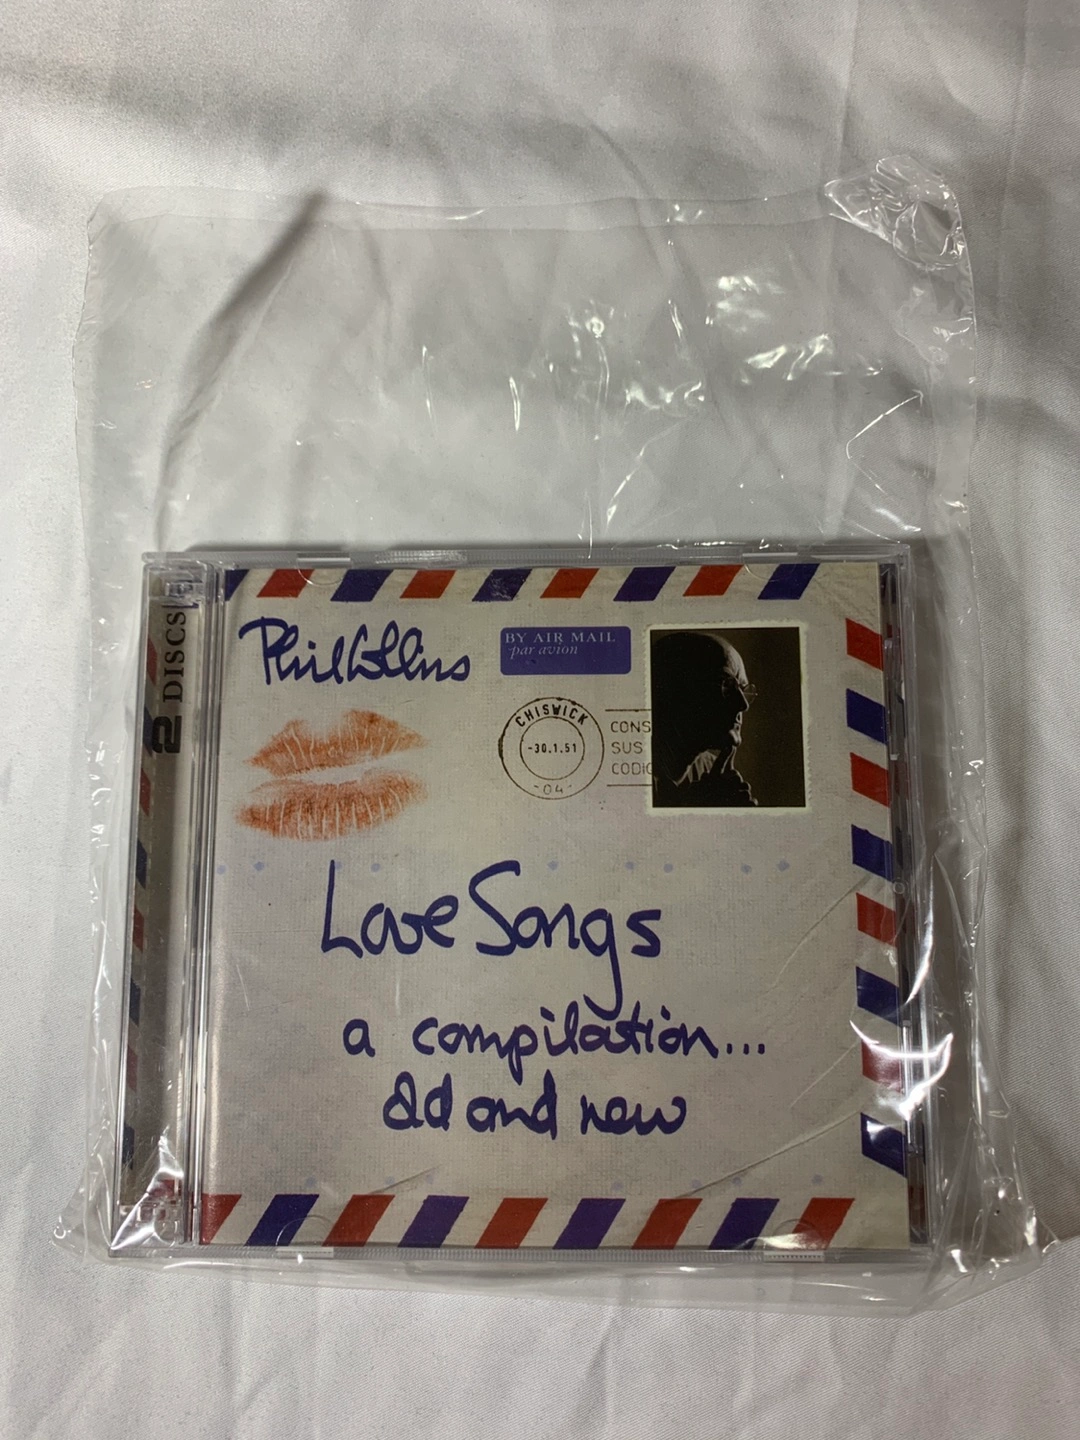 2 DISCS
Phil Collins
BY AIR MAIL
par avion
CHISWICK
-30.1.51
-04-
CONS
SUS
CODIC
Love Songs
a compilation...
old and new